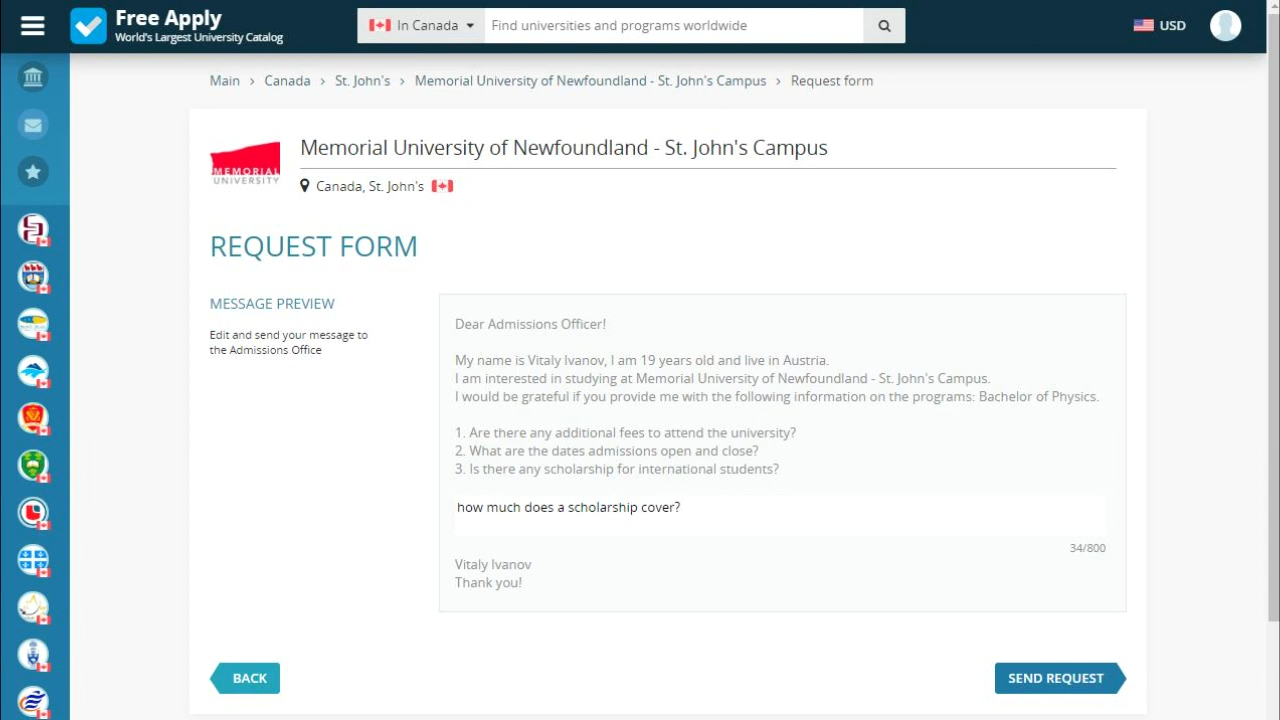 Free Apply
World's Largest University Catalog
In Canada
Find universities and programs worldwide
USD
Main > Canada > St. John's > Memorial University of Newfoundland - St. John's Campus > Request form
MEMORIAL
UNIVERSITY
Memorial University of Newfoundland - St. John's Campus
Canada, St. John's
REQUEST FORM
MESSAGE PREVIEW
Edit and send your message to
the Admissions Office
Dear Admissions Officer!
My name is Vitaly Ivanov, I am 19 years old and live in Austria.
I am interested in studying at Memorial University of Newfoundland - St. John's Campus.
I would be grateful if you provide me with the following information on the programs: Bachelor of Physics.
1. Are there any additional fees to attend the university?
2. What are the dates admissions open and close?
3. Is there any scholarship for international students?
how much does a scholarship cover?
34/800
Vitaly Ivanov
Thank you!
BACK
SEND REQUEST